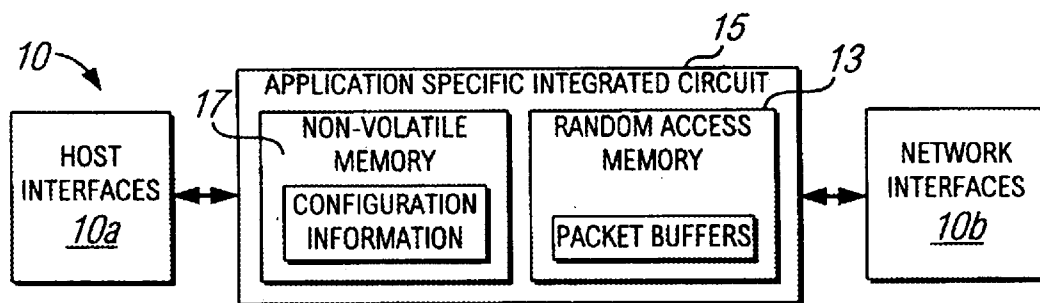 10
15
APPLICATION SPECIFIC INTEGRATED CIRCUIT
13
17
HOST
INTERFACES
10a
NON-VOLATILE
MEMORY
CONFIGURATION
INFORMATION
RANDOM ACCESS
MEMORY
PACKET BUFFERS
NETWORK
INTERFACES
10b